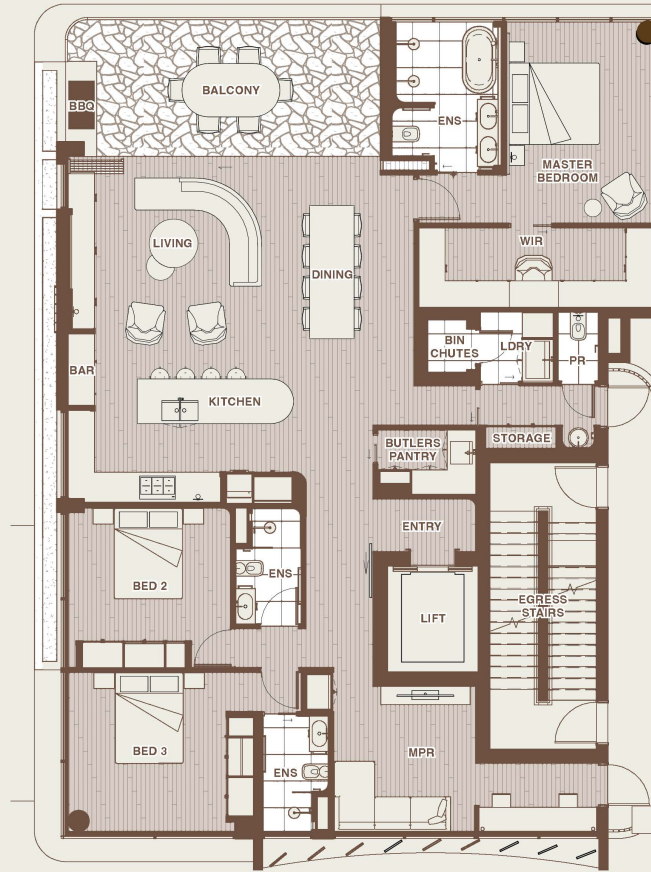 BALCONY
BBQ
ENS
MASTER
BEDROOM
LIVING
WIR
DINING
BIN
CHUTES
LDRY
PR
BAR
KITCHEN
BUTLERS
PANTRY
STORAGE
ENTRY
BED 2
ENS
LIFT
EGRESS
STAIRS
BED 3
ENS
MPR